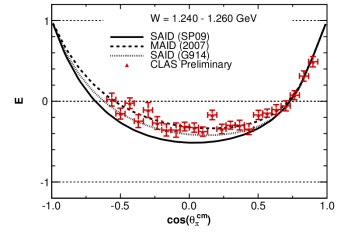 W = 1.240 - 1.260 GeV
SAID (SP09)
MAID (2007)
SAID (G914)
CLAS Preliminary
E
1
0
-1
-1.0 -0.5 0.0 0.5 1.0
cos(θπcm)